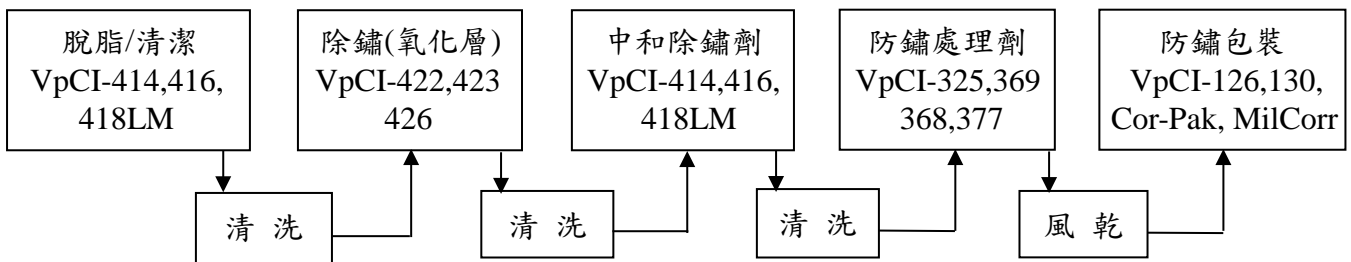 脫脂/清潔
VpCI-414,416,
418LM
除鏽(氧化層)
VpCI-422,423
426
中和除鏽劑
VpCI-414,416,
418LM
防鏽處理劑
VpCI-325,369
368,377
防鏽包裝
VpCI-126,130,
Cor-Pak, MilCorr
清 洗
清 洗
清 洗
風 乾